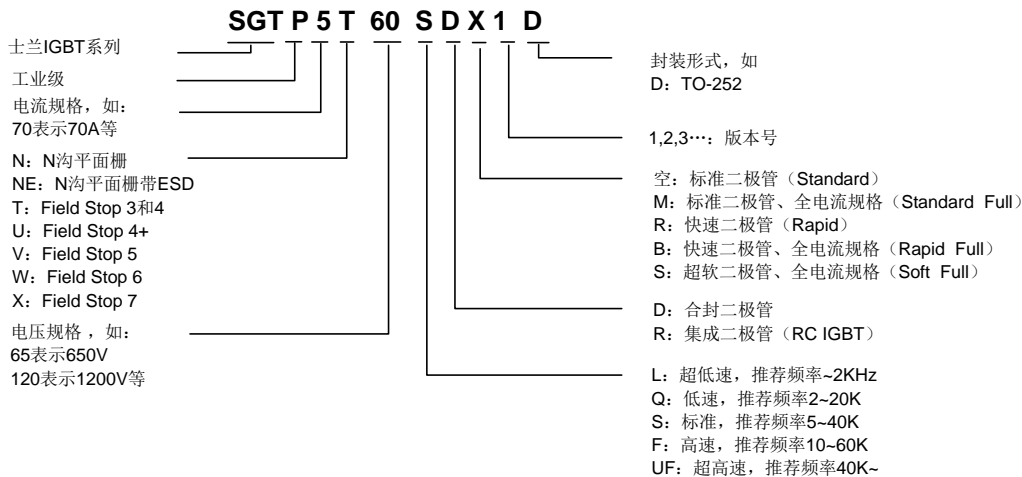 SGT P 5 T 60 S D X 1 D
士兰IGBT系列
工业级
电流规格，如：
70表示70A等
N：N沟平面栅
NE：N沟平面栅带ESD
T：Field Stop 3和4
U：Field Stop 4+
V：Field Stop 5
W：Field Stop 6
X：Field Stop 7
电压规格，如：
65表示650V
120表示1200V等
封装形式，如
D：TO-252
1,2,3…：版本号
空：标准二极管（Standard）
M：标准二极管、全电流规格（Standard Full）
R：快速二极管（Rapid）
B：快速二极管、全电流规格（Rapid Full）
S：超软二极管、全电流规格（Soft Full）
D：合封二极管
R：集成二极管（RC IGBT）
L：超低速，推荐频率~2KHz
Q：低速，推荐频率2~20K
S：标准，推荐频率5~40K
F：高速，推荐频率10~60K
UF：超高速，推荐频率40K~